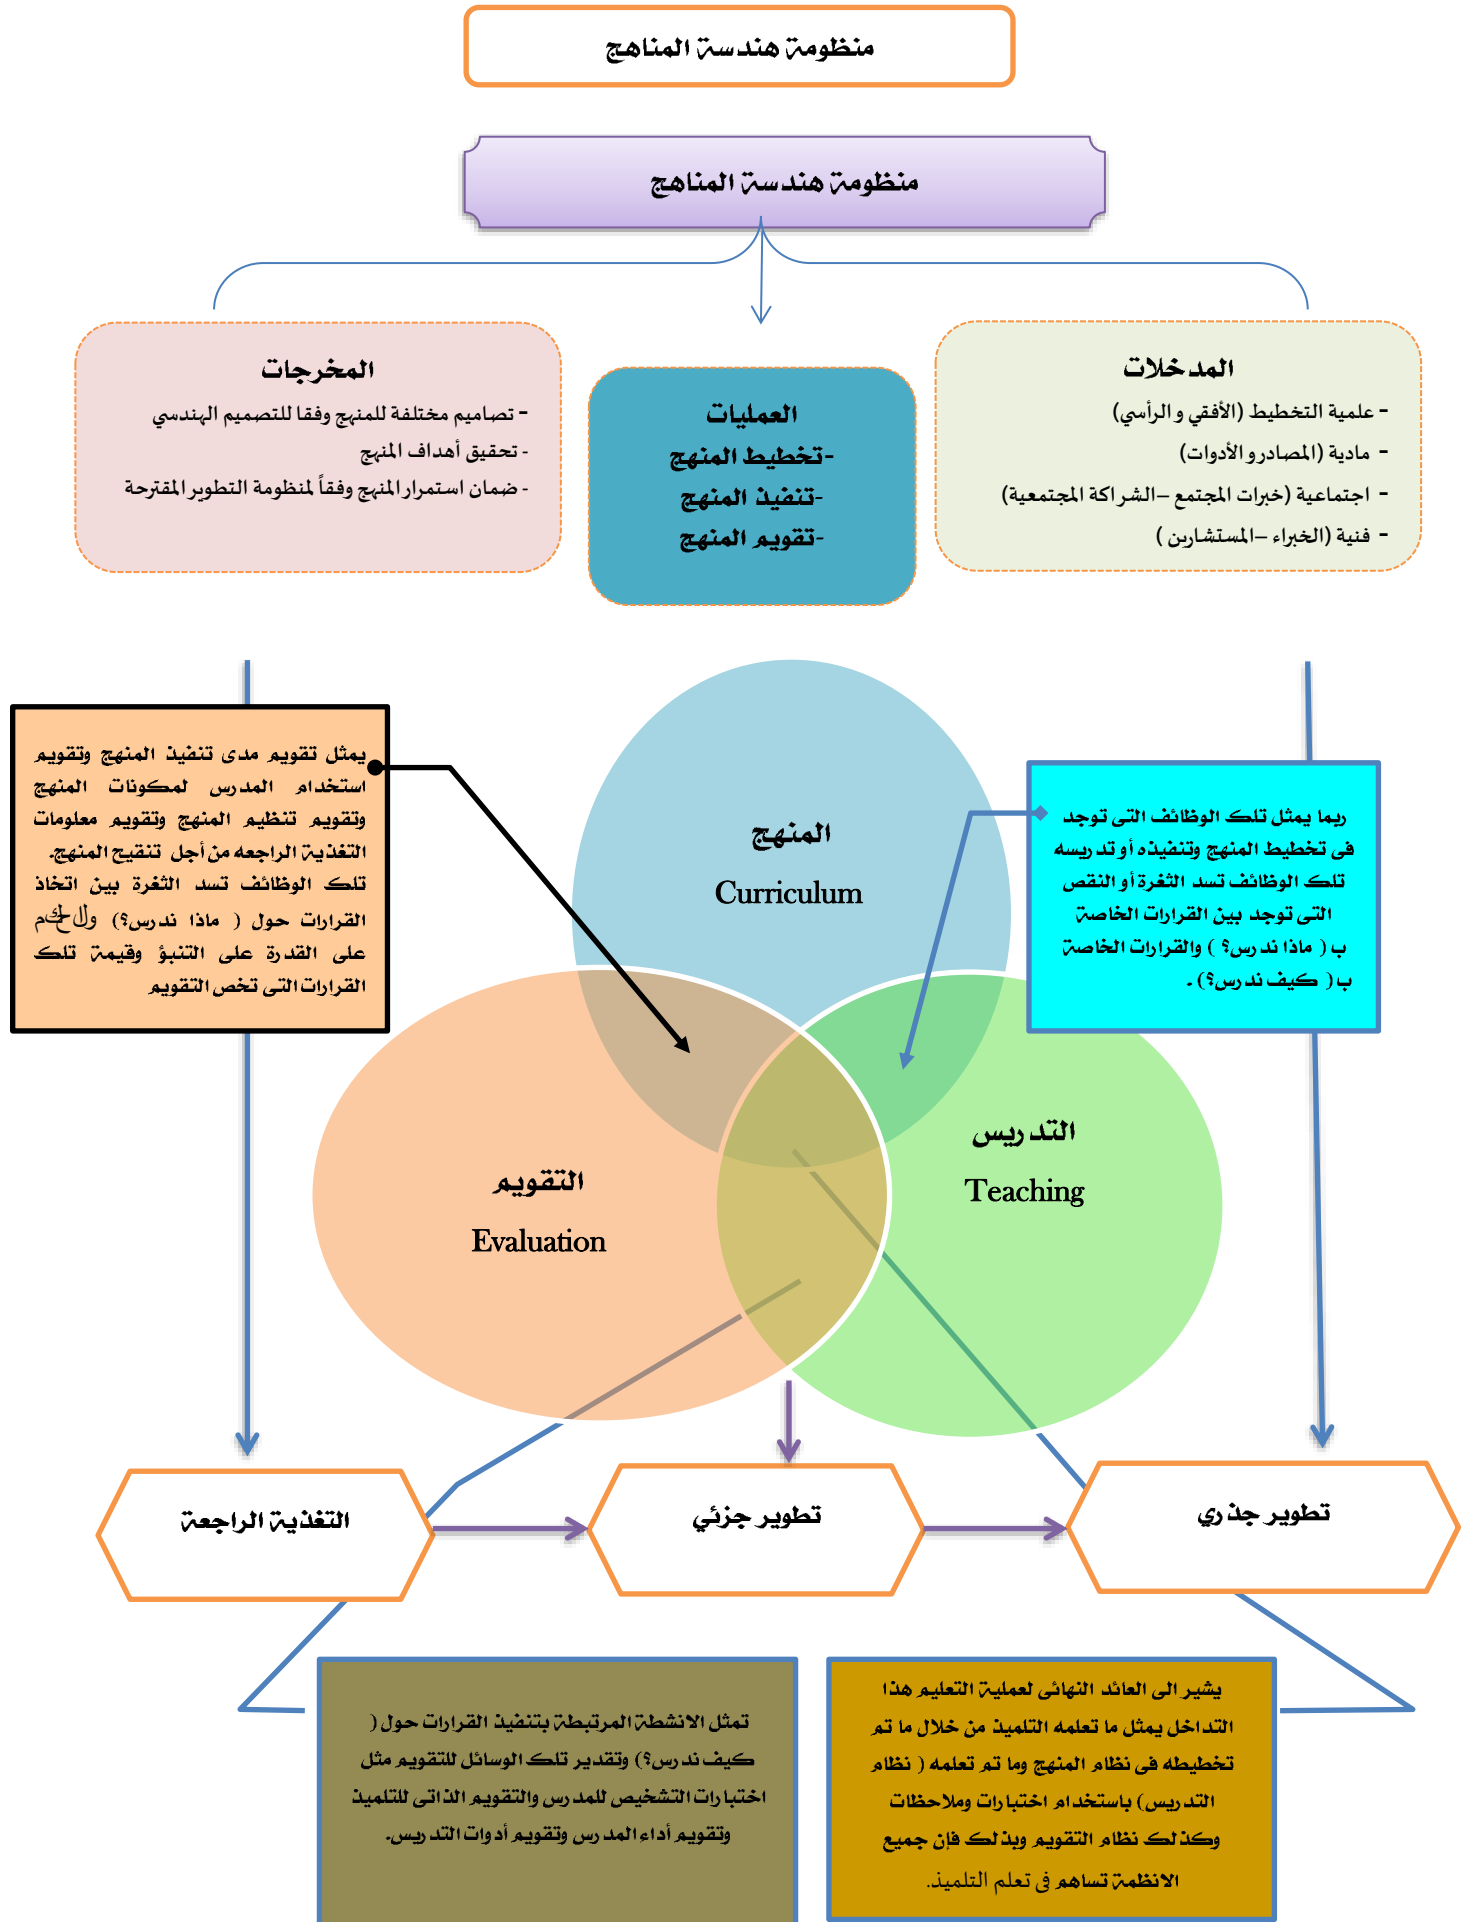 منظومة هندسة المناهج
منظومة هندسة المناهج
المدخلات
- علمية التخطيط (الأفقي و الرأسي)
- مادية (المصادر و الأدوات)
- اجتماعية (خبرات المجتمع –الشراكة المجتمعية)
- فنية (الخبراء –المستشارين )
العمليات
-تخطيط المنهج
-تنفيذ المنهج
-تقويم المنهج
المخرجات
- تصاميم مختلفة للمنهج وفقا للتصميم الهندسي
- تحقيق أهداف المنهج
- ضمان استمرار المنهج وفقاً لمنظومة التطوير المقترحة
ربما يمثل تلك الوظائف التى توجد
فى تخطيط المنهج وتنفيذه أو تدريسه
تلك الوظائف تسد الثغرة أو النقص
التى توجد بين القرارات الخاصة
ب ( ماذا ندرس؟ ) والقرارات الخاصة
ب ( كيف ندرس؟) .
يمثل تقويم مدى تنفيذ المنهج وتقويم
استخدام المدرس لمكونات المنهج
وتقويم تنظيم المنهج وتقويم معلومات
التغذية الراجعه من أجل تنقيح المنهج.
تلك الوظائف تسد الثغرة بين اتخاذ
القرارات حول ( ماذا ندرس؟) والحكم
على القدرة على التنبؤ وقيمة تلك
القرارات التى تخص التقويم
المنهج
Curriculum
التدريس
Teaching
التقويم
Evaluation
تطوير جذري
تطوير جزئي
التغذية الراجعة
يشير الى العائد النهائى لعملية التعليم هذا
التداخل يمثل ما تعلمه التلميذ من خلال ما تم
تخطيطه فى نظام المنهج وما تم تعلمه ( نظام
التدريس) باستخدام اختبارات وملاحظات
وكذلك نظام التقويم وبذلك فإن جميع
الانظمة تساهم فى تعلم التلميذ.
تمثل الانشطة المرتبطة بتنفيذ القرارات حول (
كيف ندرس؟) وتقدير تلك الوسائل للتقويم مثل
اختبارات التشخيص للمدرس والتقويم الذاتى للتلميذ
وتقويم أداء المدرس وتقويم أدوات التدريس.